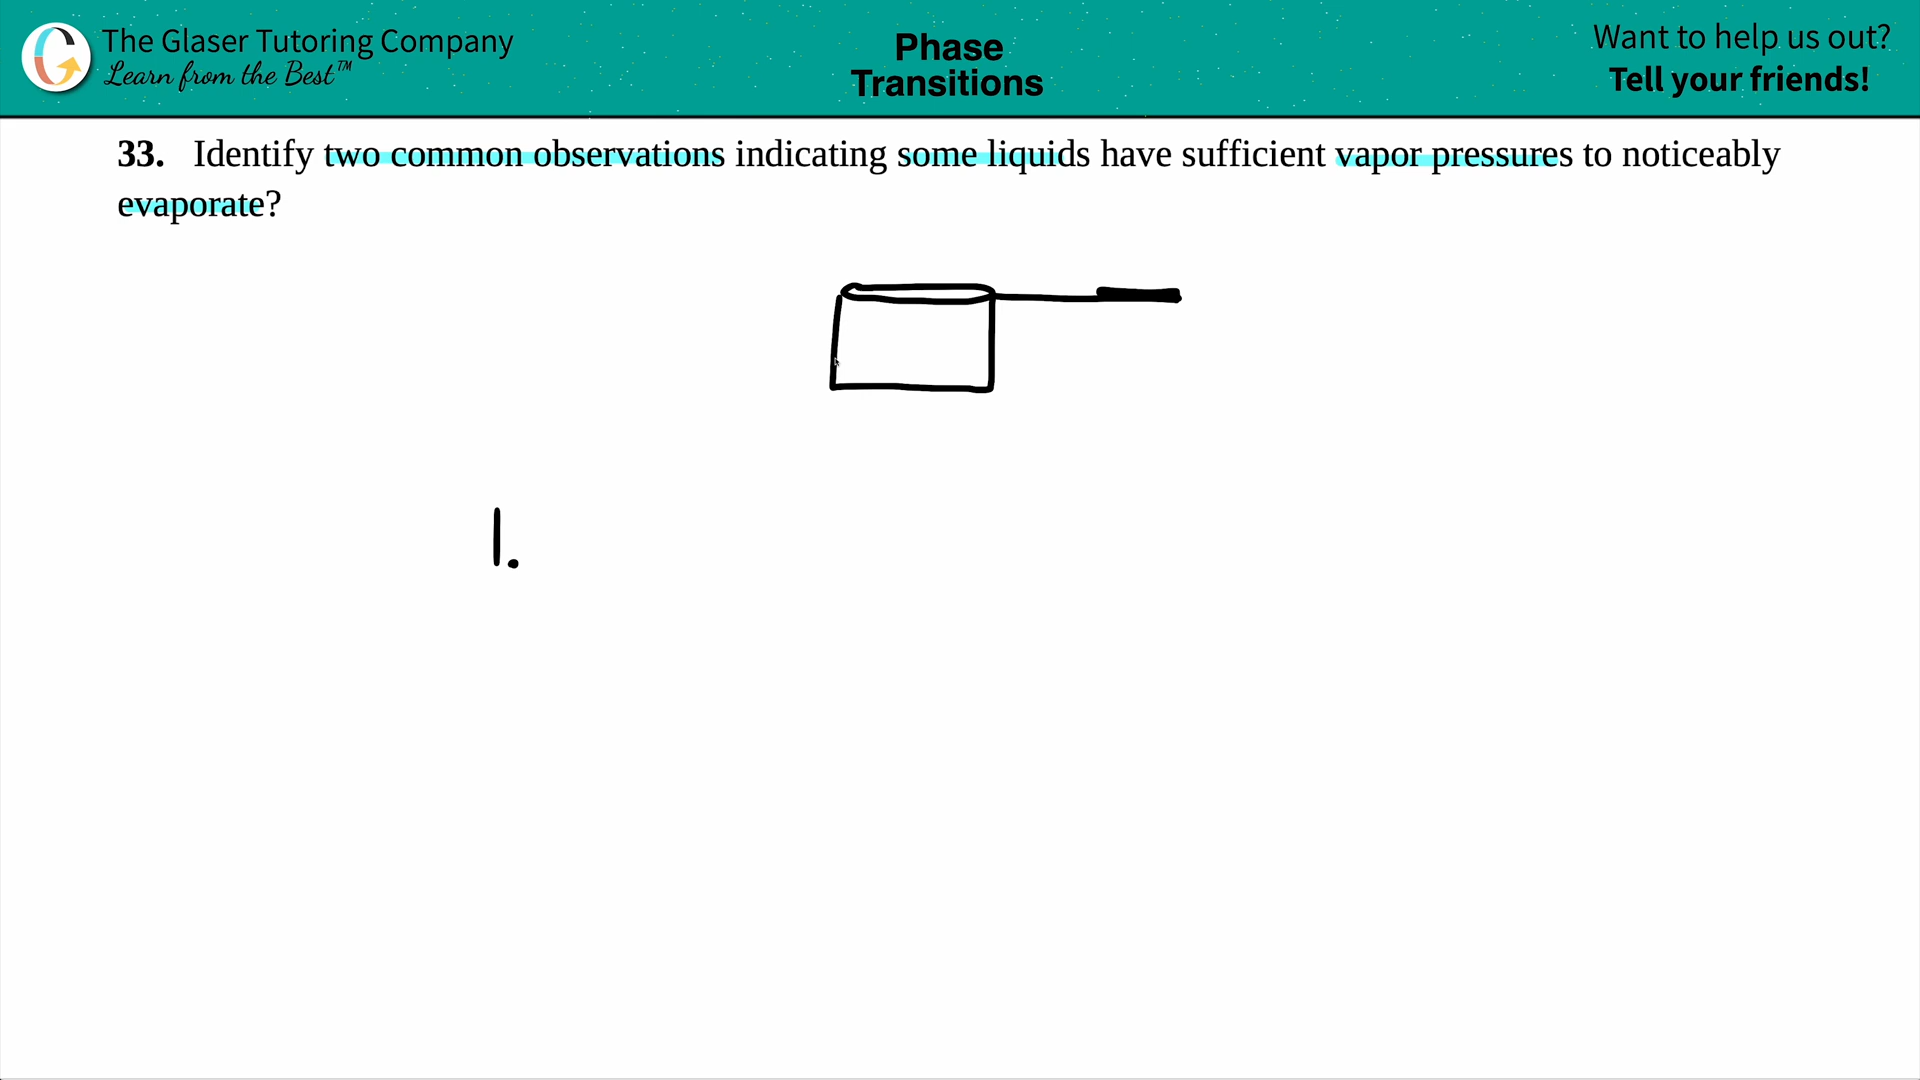 The Glaser Tutoring Company
Learn from the Best™
Phase
Transitions
Want to help us out?
Tell your friends!
33. Identify two common observations indicating some liquids have sufficient vapor pressures to noticeably
evaporate?
1.